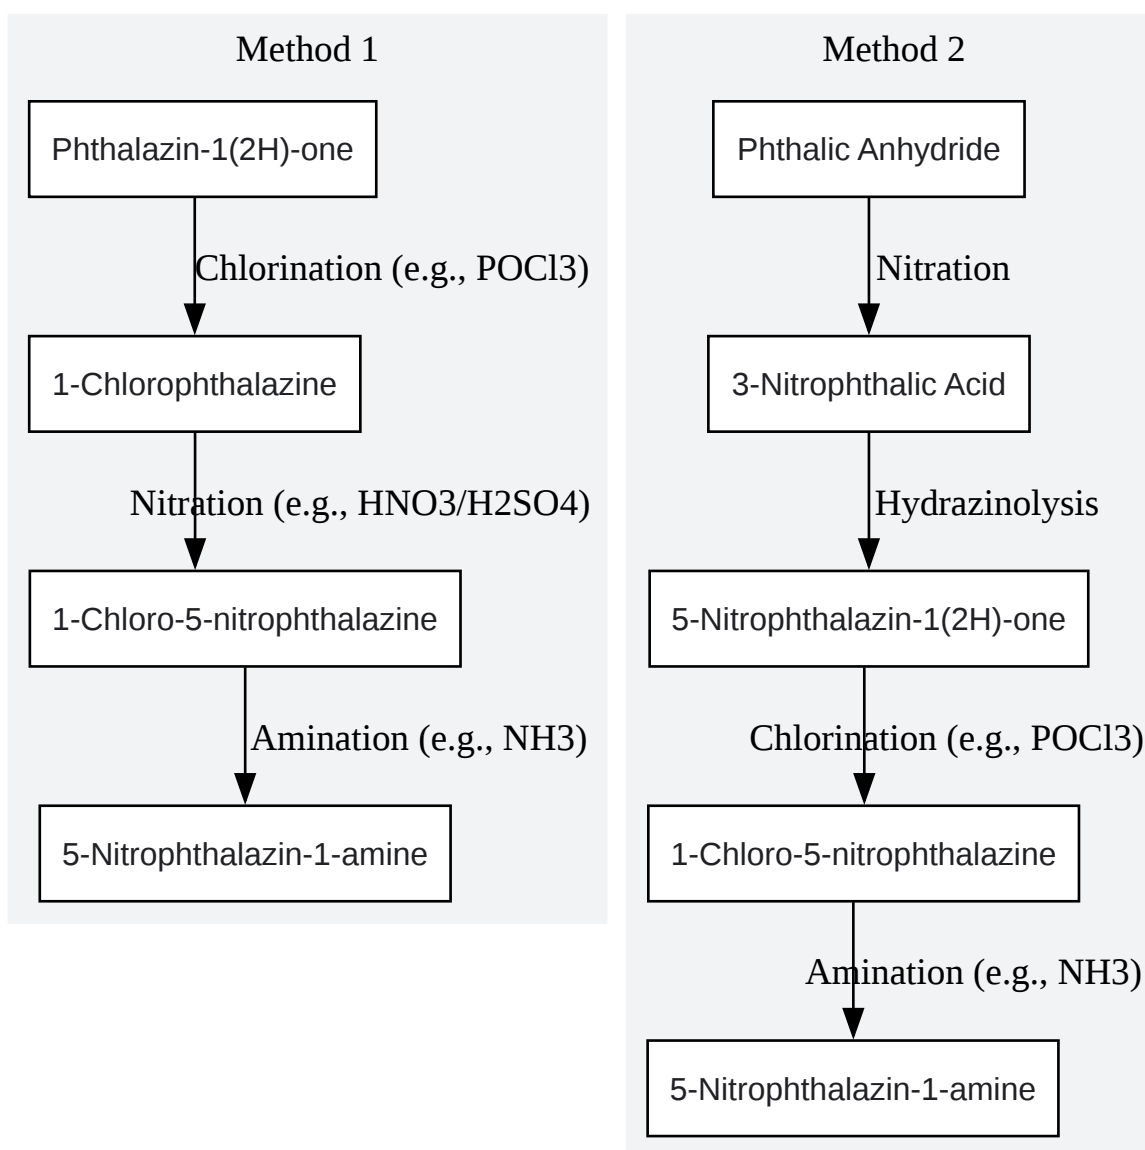 Method 1
Phthalazin-1(2H)-one
Chlorination (e.g., POCl3)
1-Chlorophthalazine
Nitration (e.g., HNO3/H2SO4)
1-Chloro-5-nitrophthalazine
Amination (e.g., NH3)
5-Nitrophthalazin-1-amine
Method 2
Phthalic Anhydride
Nitration
3-Nitrophthalic Acid
Hydrazinolysis
5-Nitrophthalazin-1(2H)-one
Chlorination (e.g., POCl3)
1-Chloro-5-nitrophthalazine
Amination (e.g., NH3)
5-Nitrophthalazin-1-amine